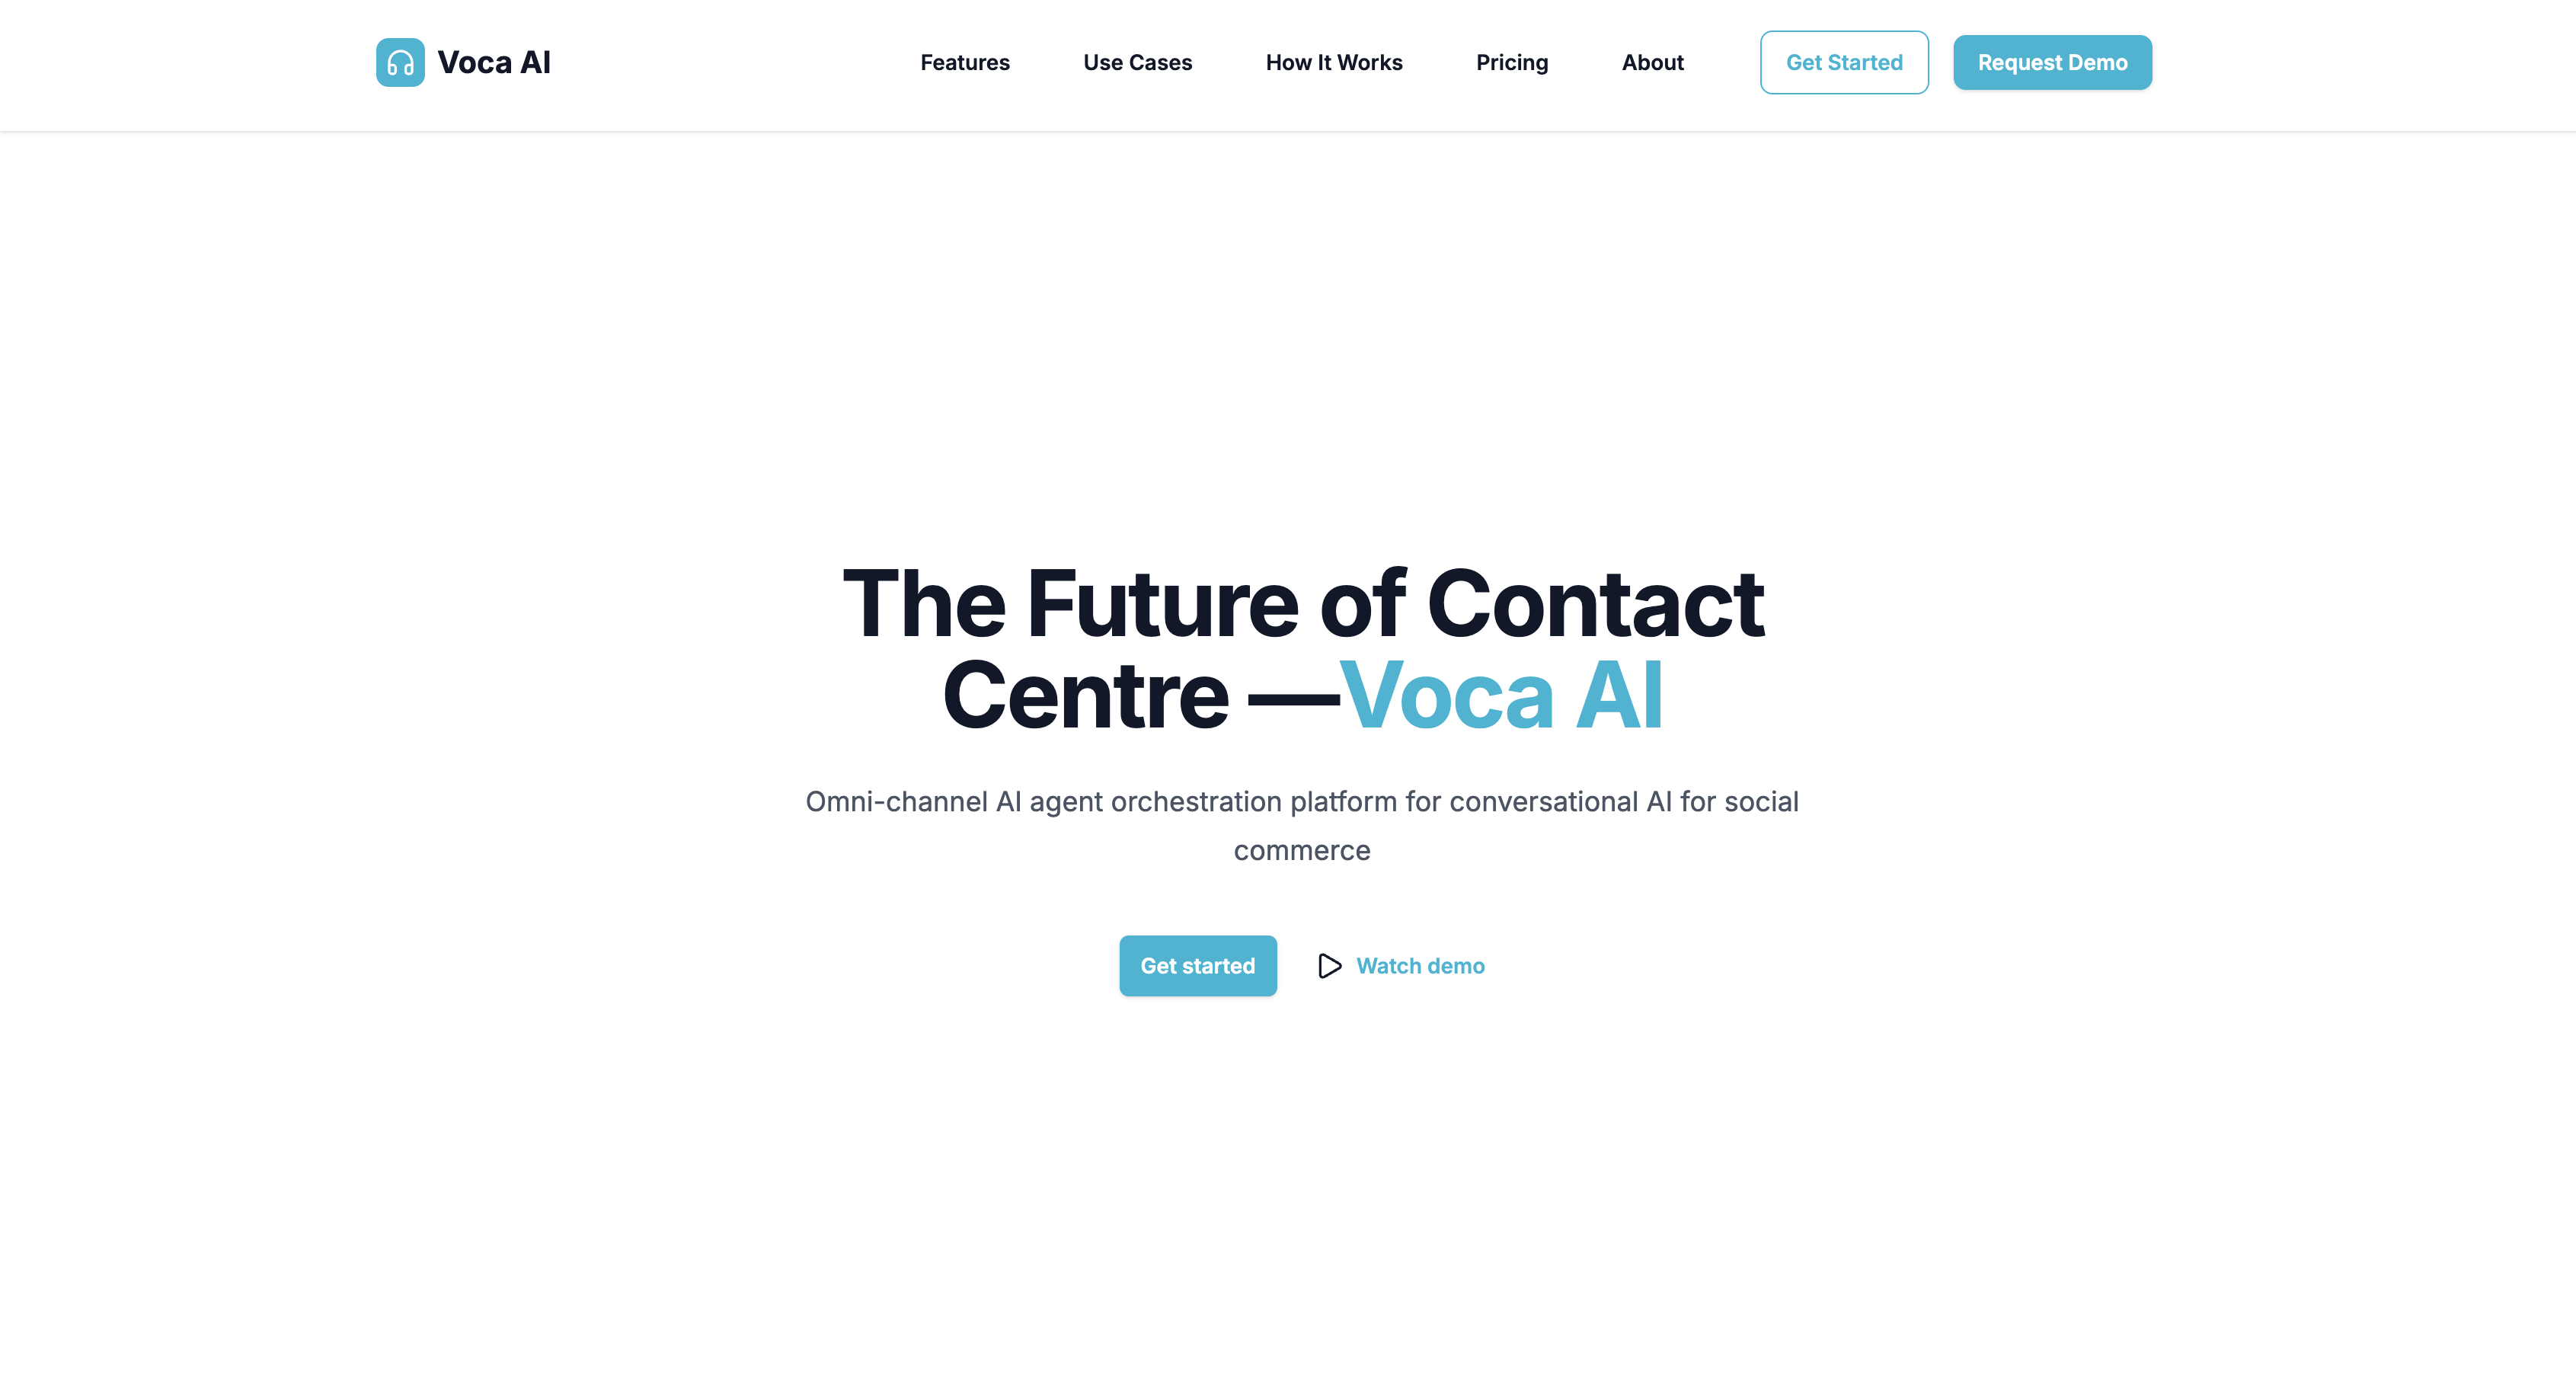 Voca AI
Features
Use Cases
How It Works
Pricing
About
Get Started
Request Demo
The Future of Contact
Centre —Voca AI
Omni-channel AI agent orchestration platform for conversational AI for social
commerce
Get started
Watch demo